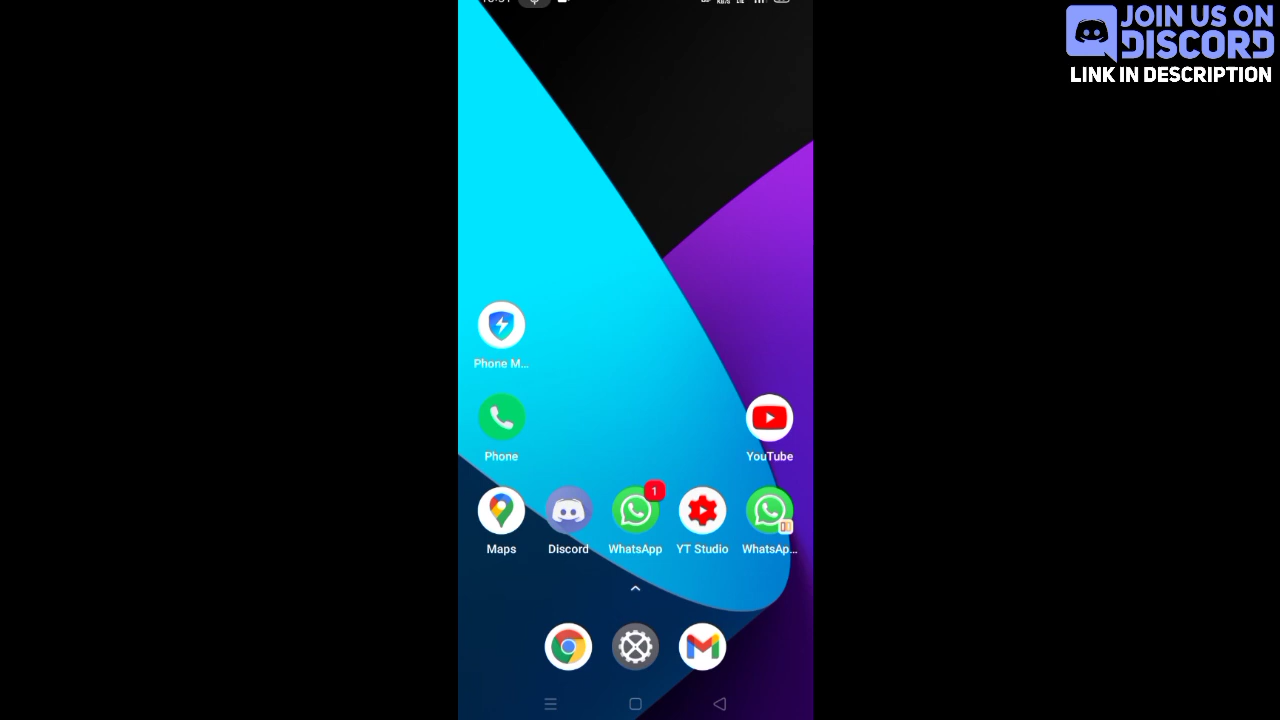 JOIN US ON
DISCORD
LINK IN DESCRIPTION
Phone M...
Phone
YouTube
1
Maps
Discord
WhatsApp
YT Studio
WhatsAp...